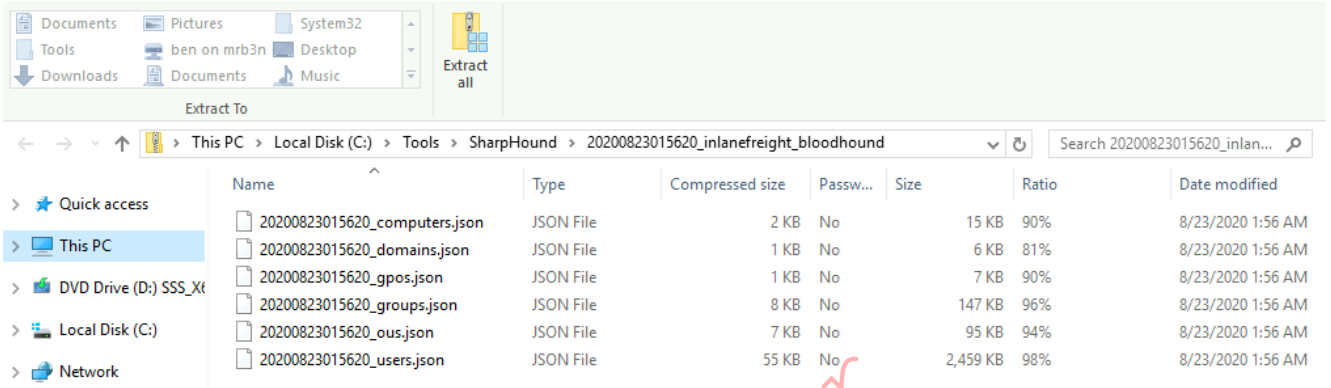 Documents Pictures System32
Tools ben on mrb3n Desktop
Downloads Documents Music
Extract all
Extract To
This PC > Local Disk (C:) > Tools > SharpHound > 20200823015620_inlanefreight_bloodhound
Search 20200823015620_inlan...
Name Type Compressed size Passw... Size Ratio Date modified
20200823015620_computers.json JSON File 2 KB No 15 KB 90% 8/23/2020 1:56 AM
20200823015620_domains.json JSON File 1 KB No 6 KB 81% 8/23/2020 1:56 AM
20200823015620_gpos.json JSON File 1 KB No 7 KB 90% 8/23/2020 1:56 AM
20200823015620_groups.json JSON File 8 KB No 147 KB 96% 8/23/2020 1:56 AM
20200823015620_ous.json JSON File 7 KB No 95 KB 94% 8/23/2020 1:56 AM
20200823015620_users.json JSON File 55 KB No 2,459 KB 98% 8/23/2020 1:56 AM
Quick access
This PC
DVD Drive (D:) SSS_X6
Local Disk (C:)
Network